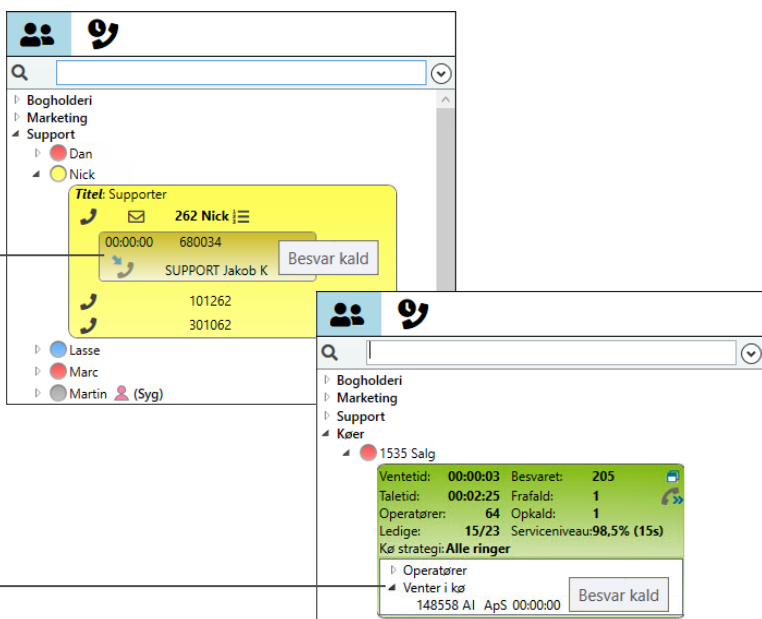 Bogholderi
Marketing
Support
Dan
Nick
Titel: Supporter
262 Nick
00:00:00 680034
SUPPORT Jakob K
Besvar kald
101262
301062
Lasse
Marc
Martin (Syg)
Bogholderi
Marketing
Support
Køer
1535 Salg
Ventetid: 00:00:03 Besvaret: 205
Taletid: 00:02:25 Frafald: 1
Operatører: 64 Opkald: 1
Ledige: 15/23 Serviceniveau:98,5% (15s)
Kø strategi:Alle ringer
Operatører
Venter i kø
148558 Al ApS 00:00:00
Besvar kald